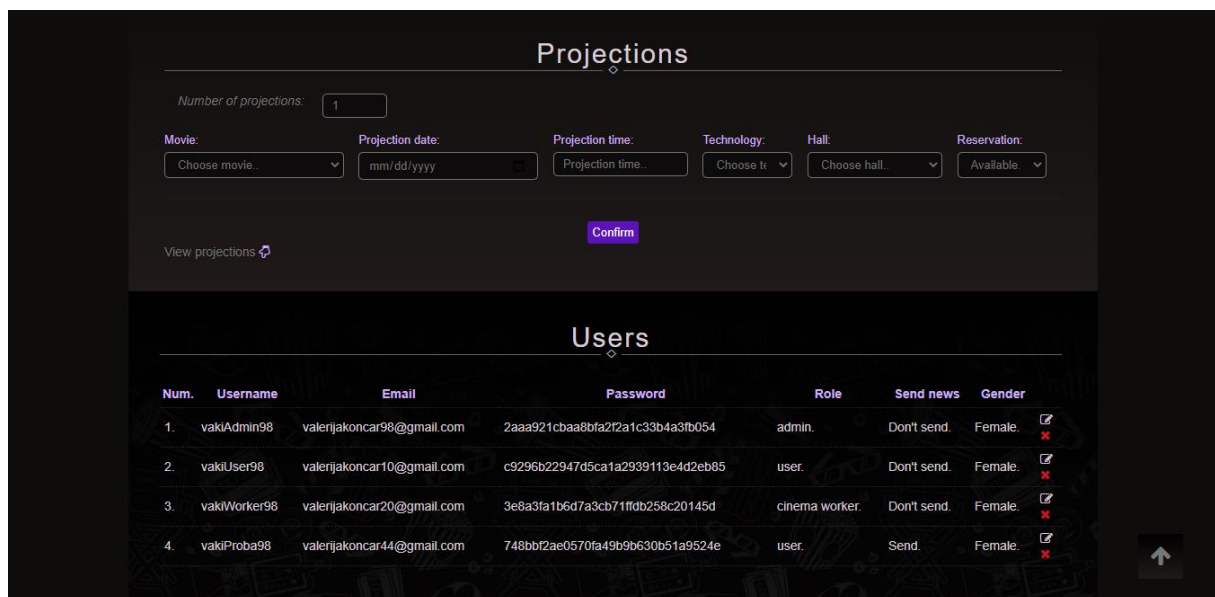 Projections
Number of projections: 1
Movie: Projection date: Projection time: Technology: Hall: Reservation:
Choose movie.. mm/dd/yyyy Projection time.. Choose te Choose hall.. Available.
Confirm
View projections
Users
Num. Username Email Password Role Send news Gender
1. vakiAdmin98 valerijakoncar98@gmail.com 2aaa921cbaa8bfa2f2a1c33b4a3fb054 admin. Don't send. Female.
2. vakiUser98 valerijakoncar10@gmail.com c9296b22947d5ca1a2939113e4d2eb85 user. Don't send. Female.
3. vakiWorker98 valerijakoncar20@gmail.com 3e8a3fa1b6d7a3cb71ffdb258c20145d cinema worker. Don't send. Female.
4. vakiProba98 valerijakoncar44@gmail.com 748bbf2ae0570fa49b9b630b51a9524e user. Send. Female.